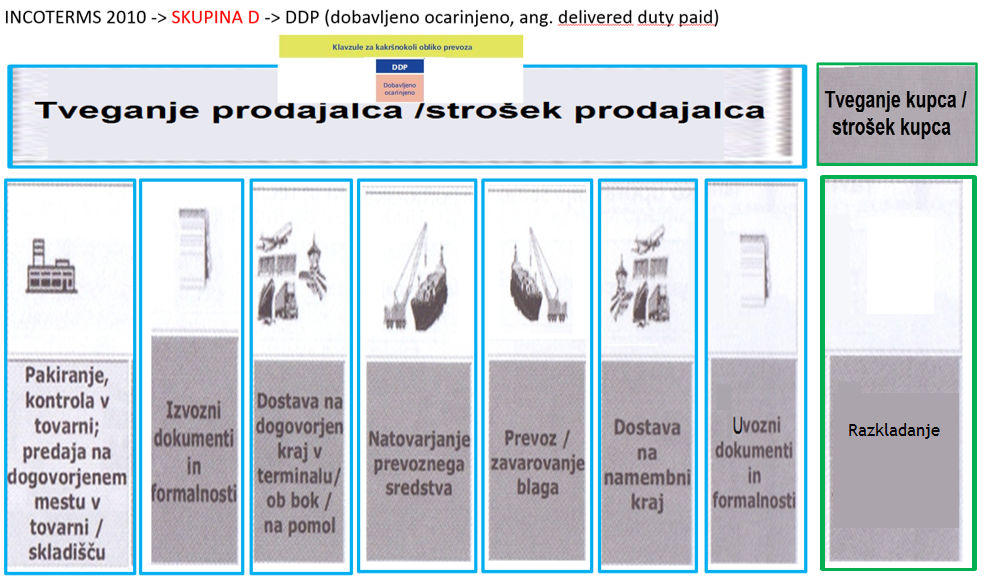 INCOTERMS 2010 -> SKUPINA D -> DDP (dobavljeno ocarinjeno, ang. delivered duty paid)
Klavzule za kakršnokoli obliko prevoza
DDP
Dobavljeno
ocarinjeno
Tveganje prodajalca /strošek prodajalca
Tveganje kupca /
strošek kupca
Pakiranje,
kontrola v
tovarni;
predaja na
dogovorjenem
mestu v
tovarni /
skladišču
Izvozni
dokumenti
in
formalnosti
Dostava na
dogovorjen
kraj v
terminalu/
ob bok /
na pomol
Natovarjanje
prevoznega
sredstva
Prevoz /
zavarovanje
blaga
Dostava
na
namembni
kraj
Uvozni
dokumenti
in
formalnosti
Razkladanje